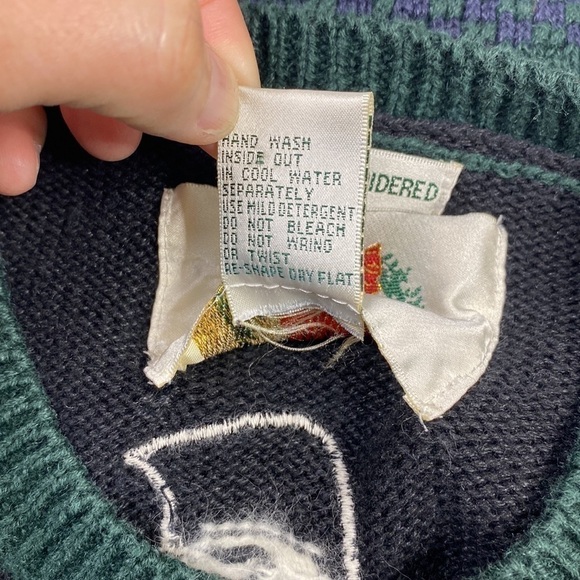 HAND WASH
INSIDE OUT
IN COOL WATER
SEPARATELY
USE MILD DETERGENT
DO NOT BLEACH
DO NOT WRING
OR TWIST
RE-SHAPE DRY FLAT
IDERED